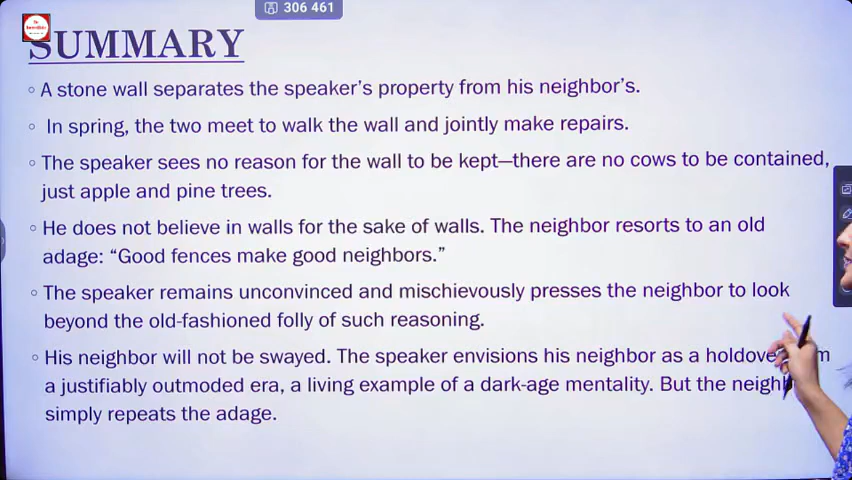 306 461
SUMMARY
A stone wall separates the speaker's property from his neighbor's.
In spring, the two meet to walk the wall and jointly make repairs.
The speaker sees no reason for the wall to be kept—there are no cows to be contained,
just apple and pine trees.
He does not believe in walls for the sake of walls. The neighbor resorts to an old
adage: “Good fences make good neighbors.”
The speaker remains unconvinced and mischievously presses the neighbor to look
beyond the old-fashioned folly of such reasoning.
His neighbor will not be swayed. The speaker envisions his neighbor as a
a justifiably outmoded era, a living example of a dark-age mentality. But the
simply repeats the adage.